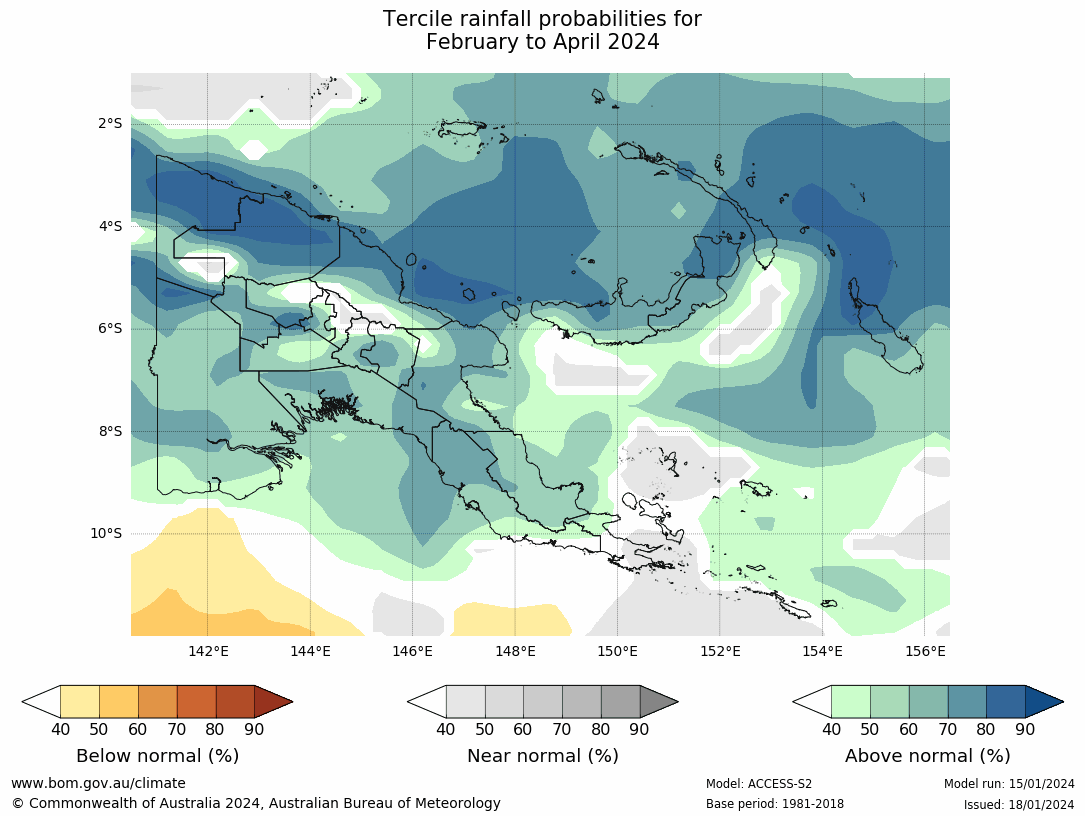 Tercile rainfall probabilities for
February to April 2024
2°S
4°S
6°S
8°S
10°S
142°E 144°E 146°E 148°E 150°E 152°E 154°E 156°E
40 50 60 70 80 90 40 50 60 70 80 90 40 50 60 70 80 90
Below normal (%) Near normal (%) Above normal (%)
www.bom.gov.au/climate Model: ACCESS-S2 Model run: 15/01/2024
© Commonwealth of Australia 2024, Australian Bureau of Meteorology Base period: 1981-2018 Issued: 18/01/2024